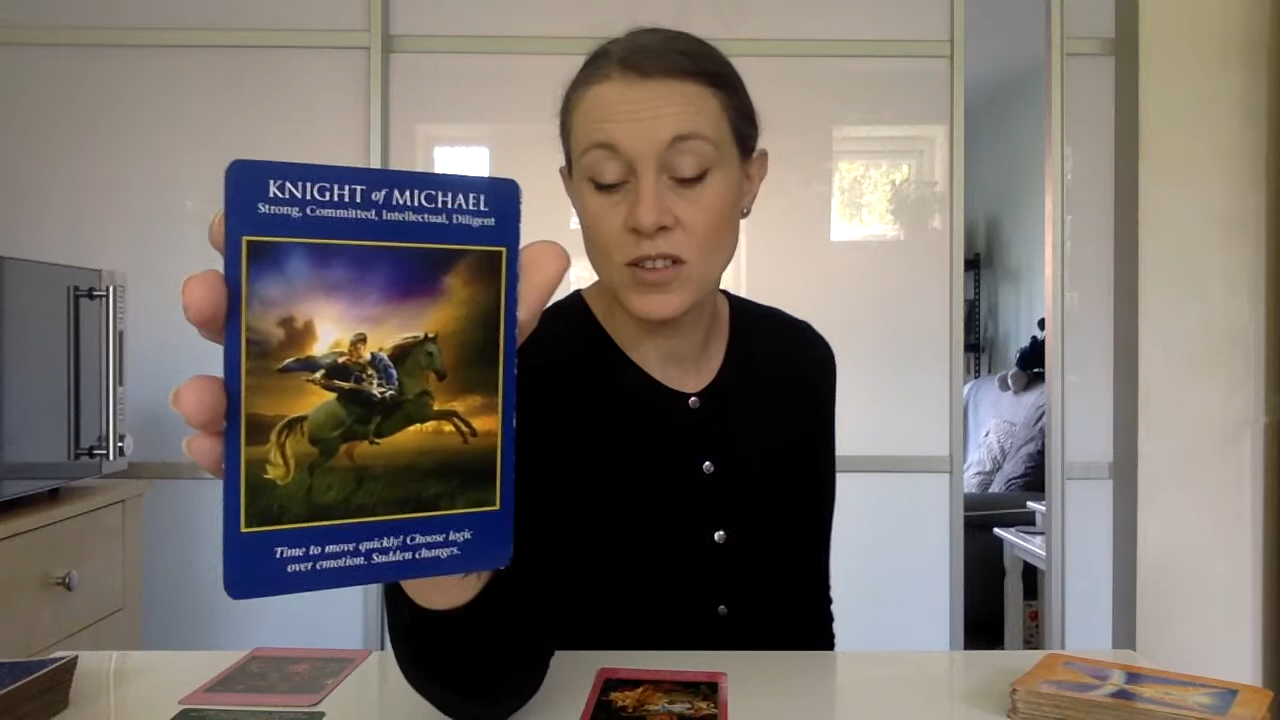 KNIGHT of MICHAEL
Strong, Committed, Intellectual, Diligent
Time to move quickly! Choose logic
over emotion. Sudden changes.